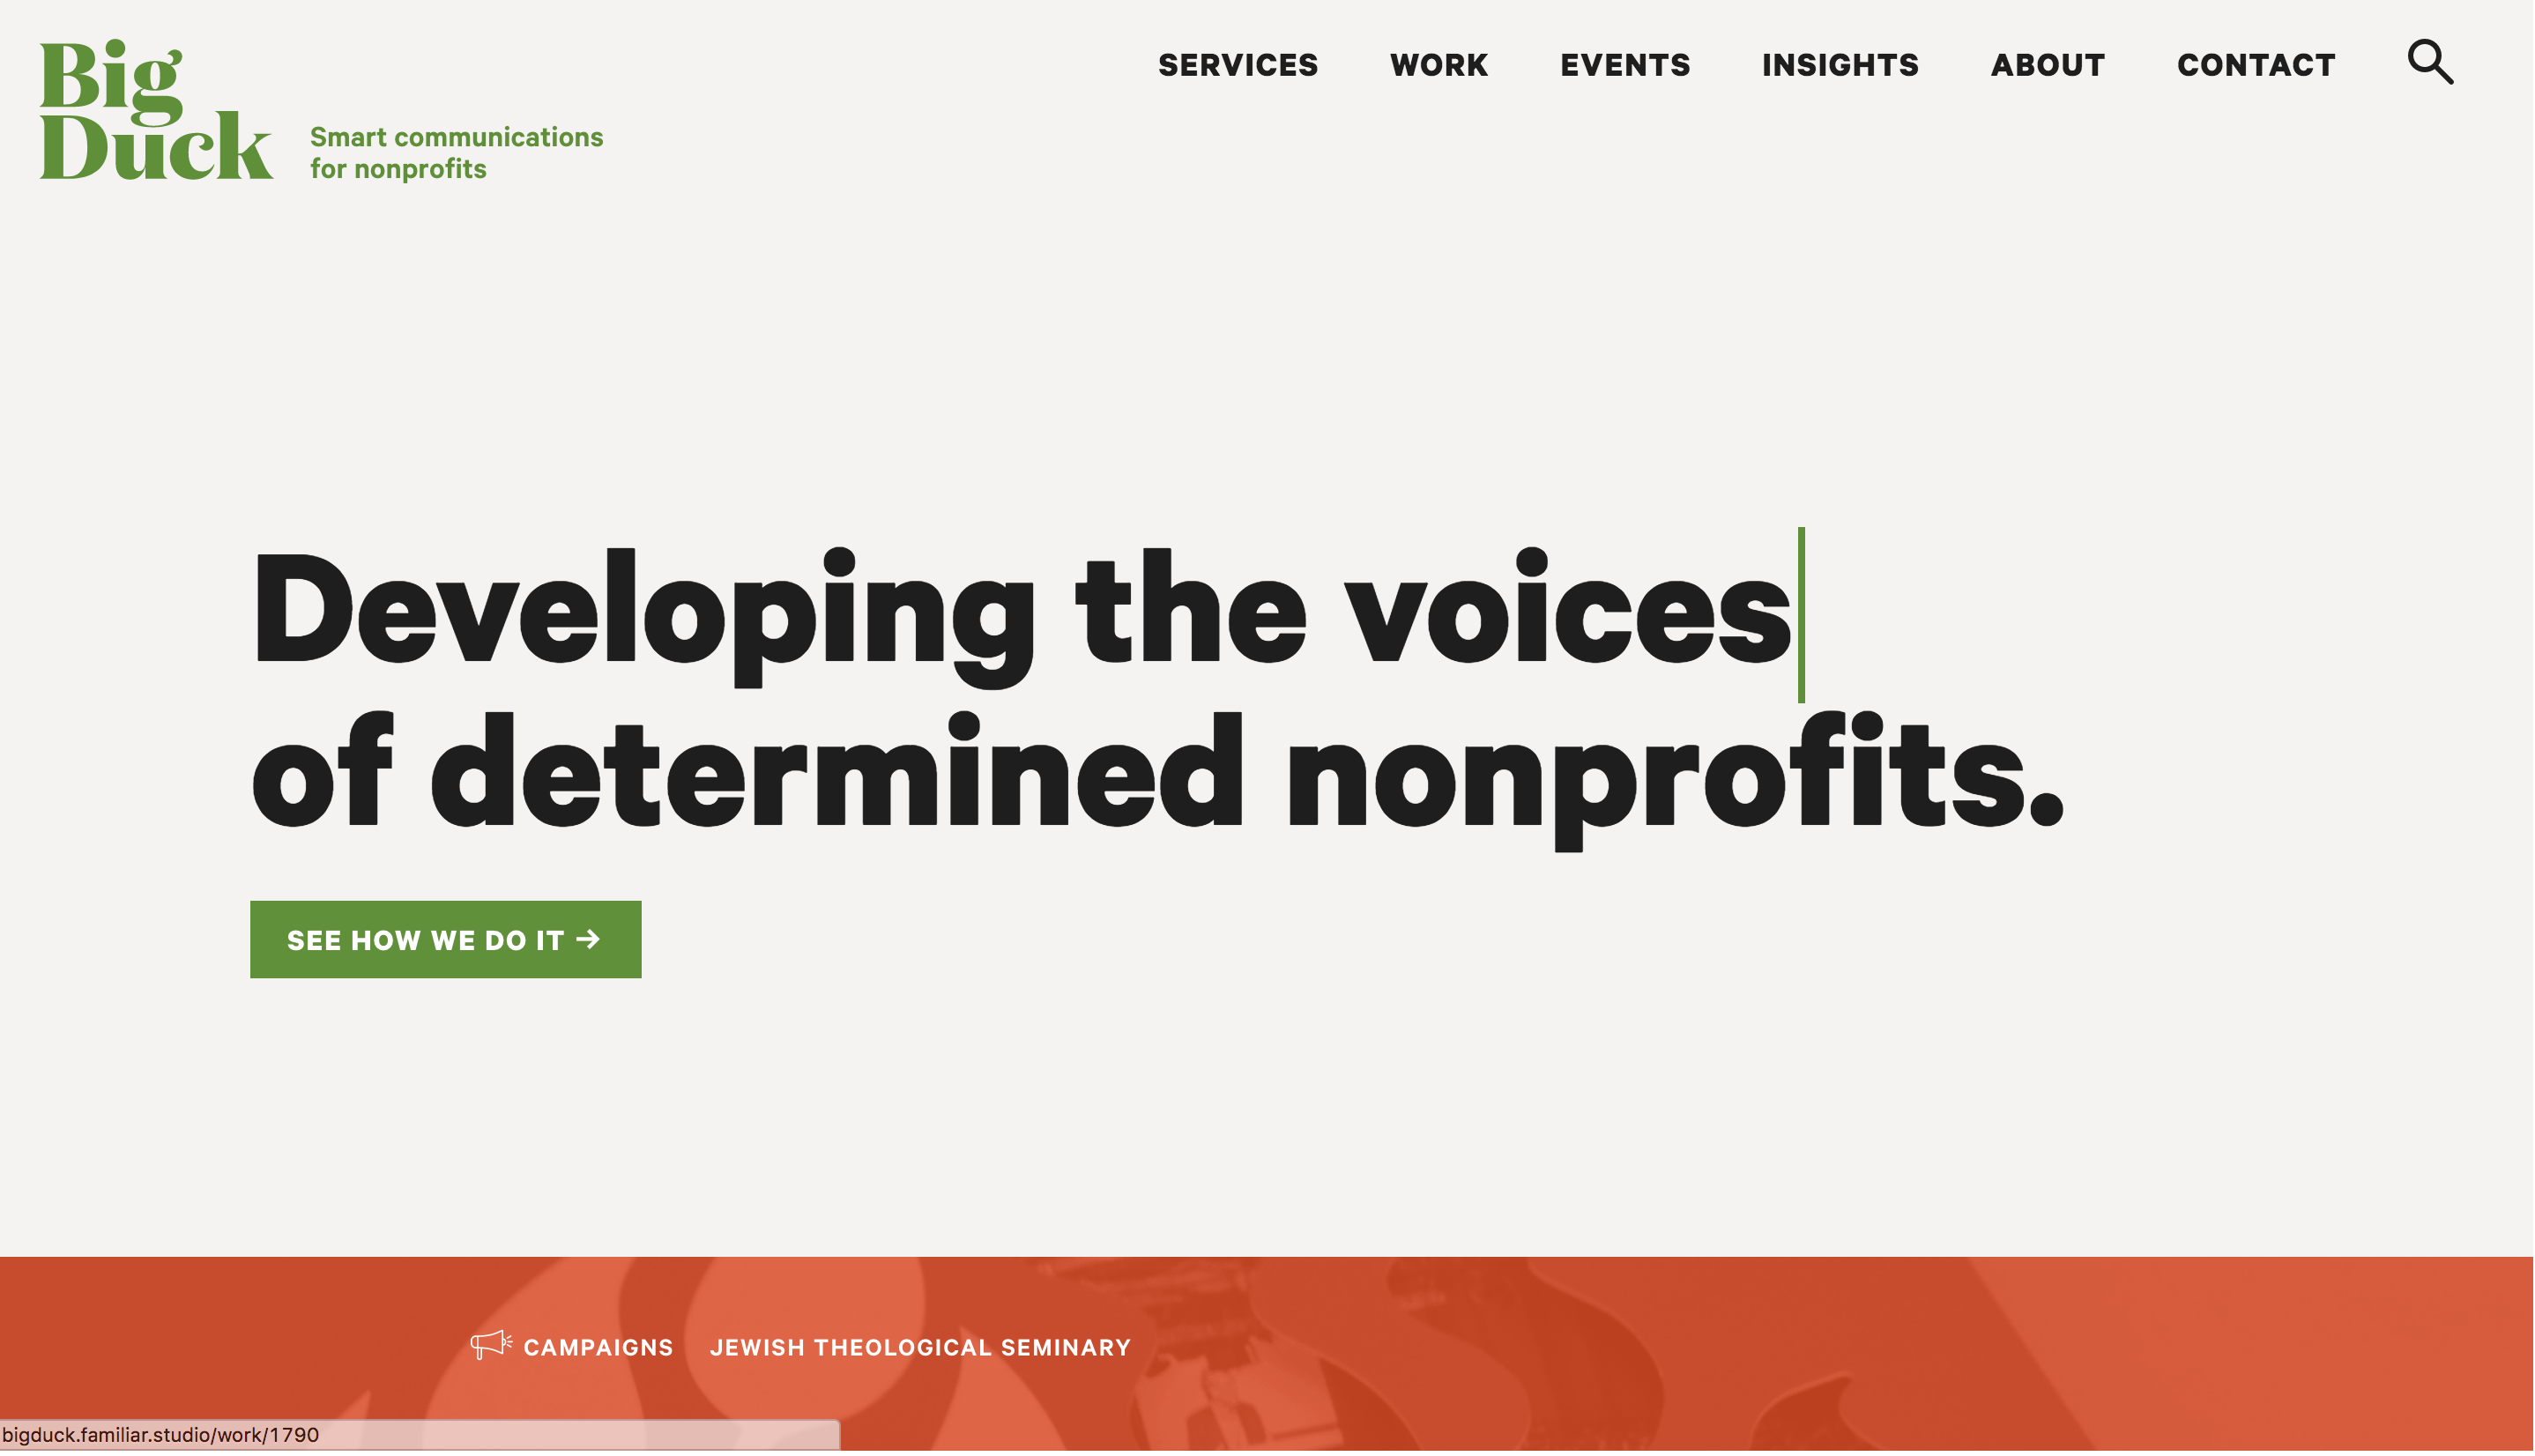 Big
Duck
Smart communications
for nonprofits
SERVICES WORK EVENTS INSIGHTS ABOUT CONTACT
Developing the voices
of determined nonprofits.
SEE HOW WE DO IT →
CAMPAIGNS JEWISH THEOLOGICAL SEMINARY
bigduck.familiar.studio/work/1790